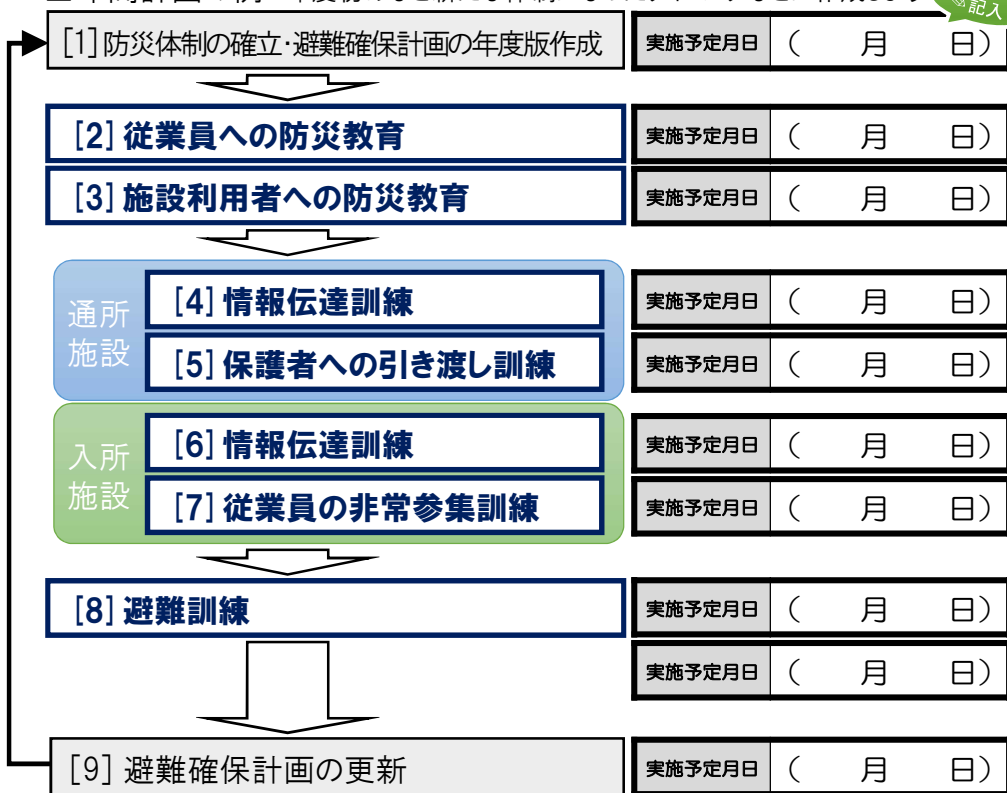 記入
[1]防災体制の確立・避難確保計画の年度版作成
実施予定月日 ( 月 日)
[2]従業員への防災教育
実施予定月日 ( 月 日)
[3]施設利用者への防災教育
実施予定月日 ( 月 日)
通所
施設
[4]情報伝達訓練
実施予定月日 ( 月 日)
[5]保護者への引き渡し訓練
実施予定月日 ( 月 日)
入所
施設
[6]情報伝達訓練
実施予定月日 ( 月 日)
[7]従業員の非常参集訓練
実施予定月日 ( 月 日)
[8]避難訓練
実施予定月日 ( 月 日)
実施予定月日 ( 月 日)
[9] 避難確保計画の更新
実施予定月日 ( 月 日)